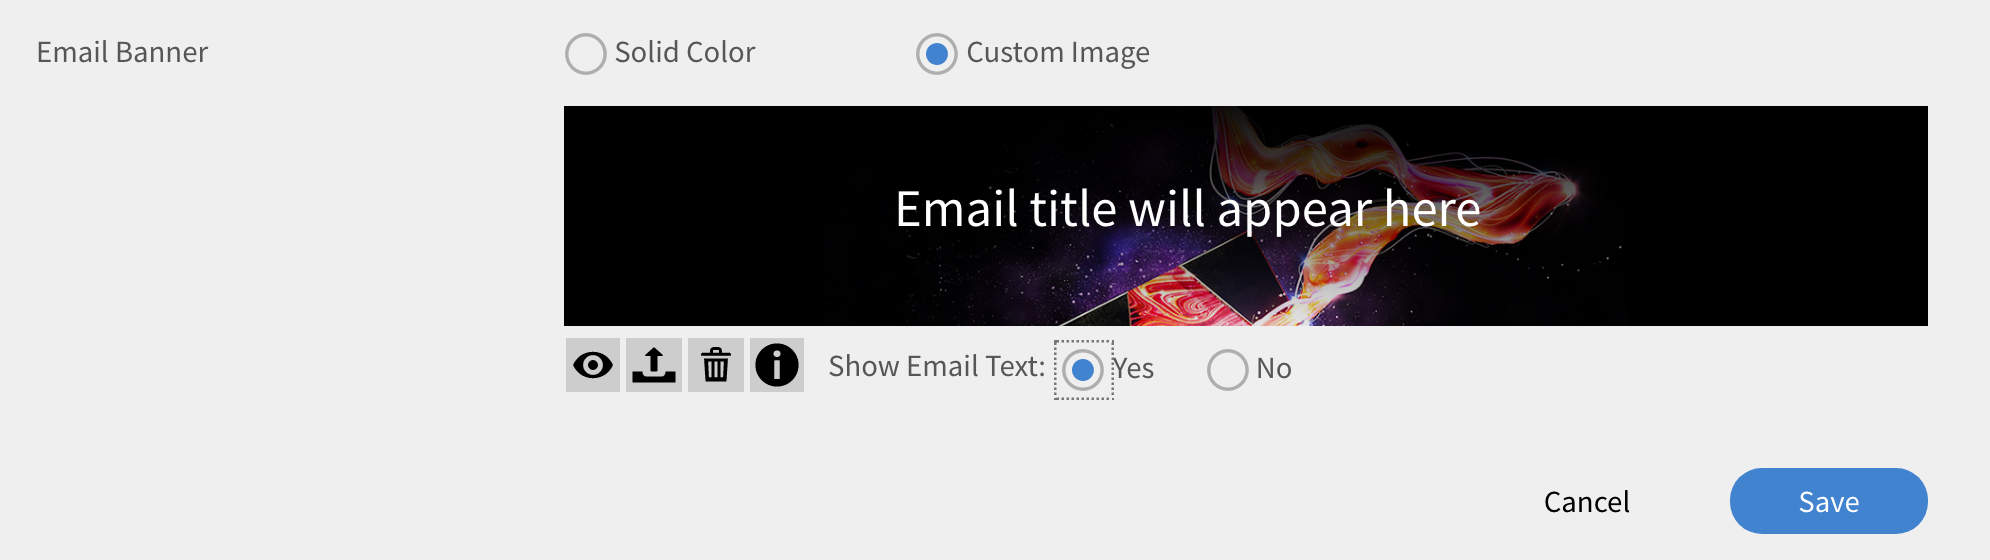 Email Banner
Solid Color
Custom Image
Email title will appear here
Show Email Text:
Yes
No
Cancel
Save